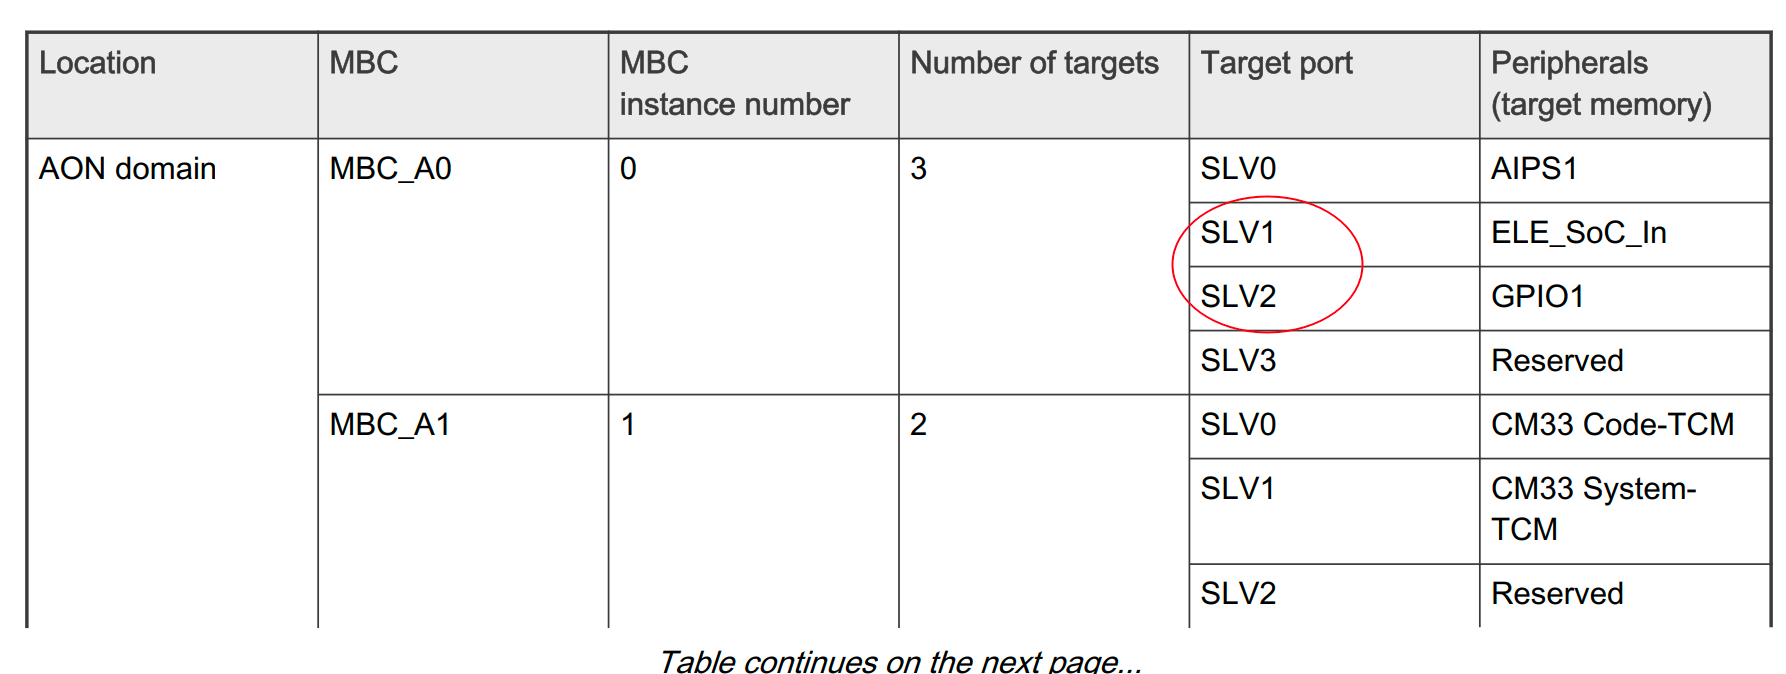 Location MBC MBC instance number Number of targets Target port Peripherals (target memory)
AON domain MBC_A0 0 3 SLV0 AIPS1
SLV1 ELE_SoC_In
SLV2 GPIO1
SLV3 Reserved
MBC_A1 1 2 SLV0 CM33 Code-TCM
SLV1 CM33 System-TCM
SLV2 Reserved
Table continues on the next page...